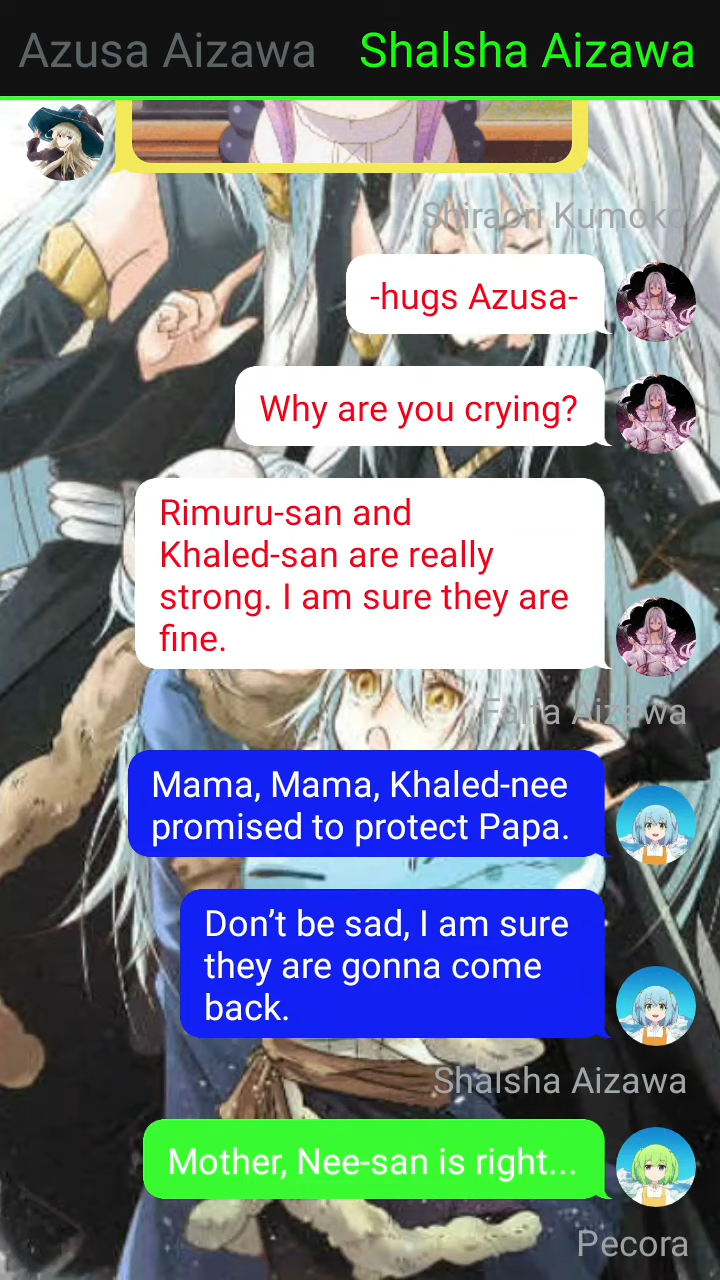 Azusa Aizawa Shalsha Aizawa
Shiraori Kumoko
-hugs Azusa-
Why are you crying?
Rimuru-san and
Khaled-san are really
strong. I am sure they are
fine.
Falfa Aizawa
Mama, Mama, Khaled-nee
promised to protect Papa.
Don’t be sad, I am sure
they are gonna come
back.
Shalsha Aizawa
Mother, Nee-san is right...
Pecora